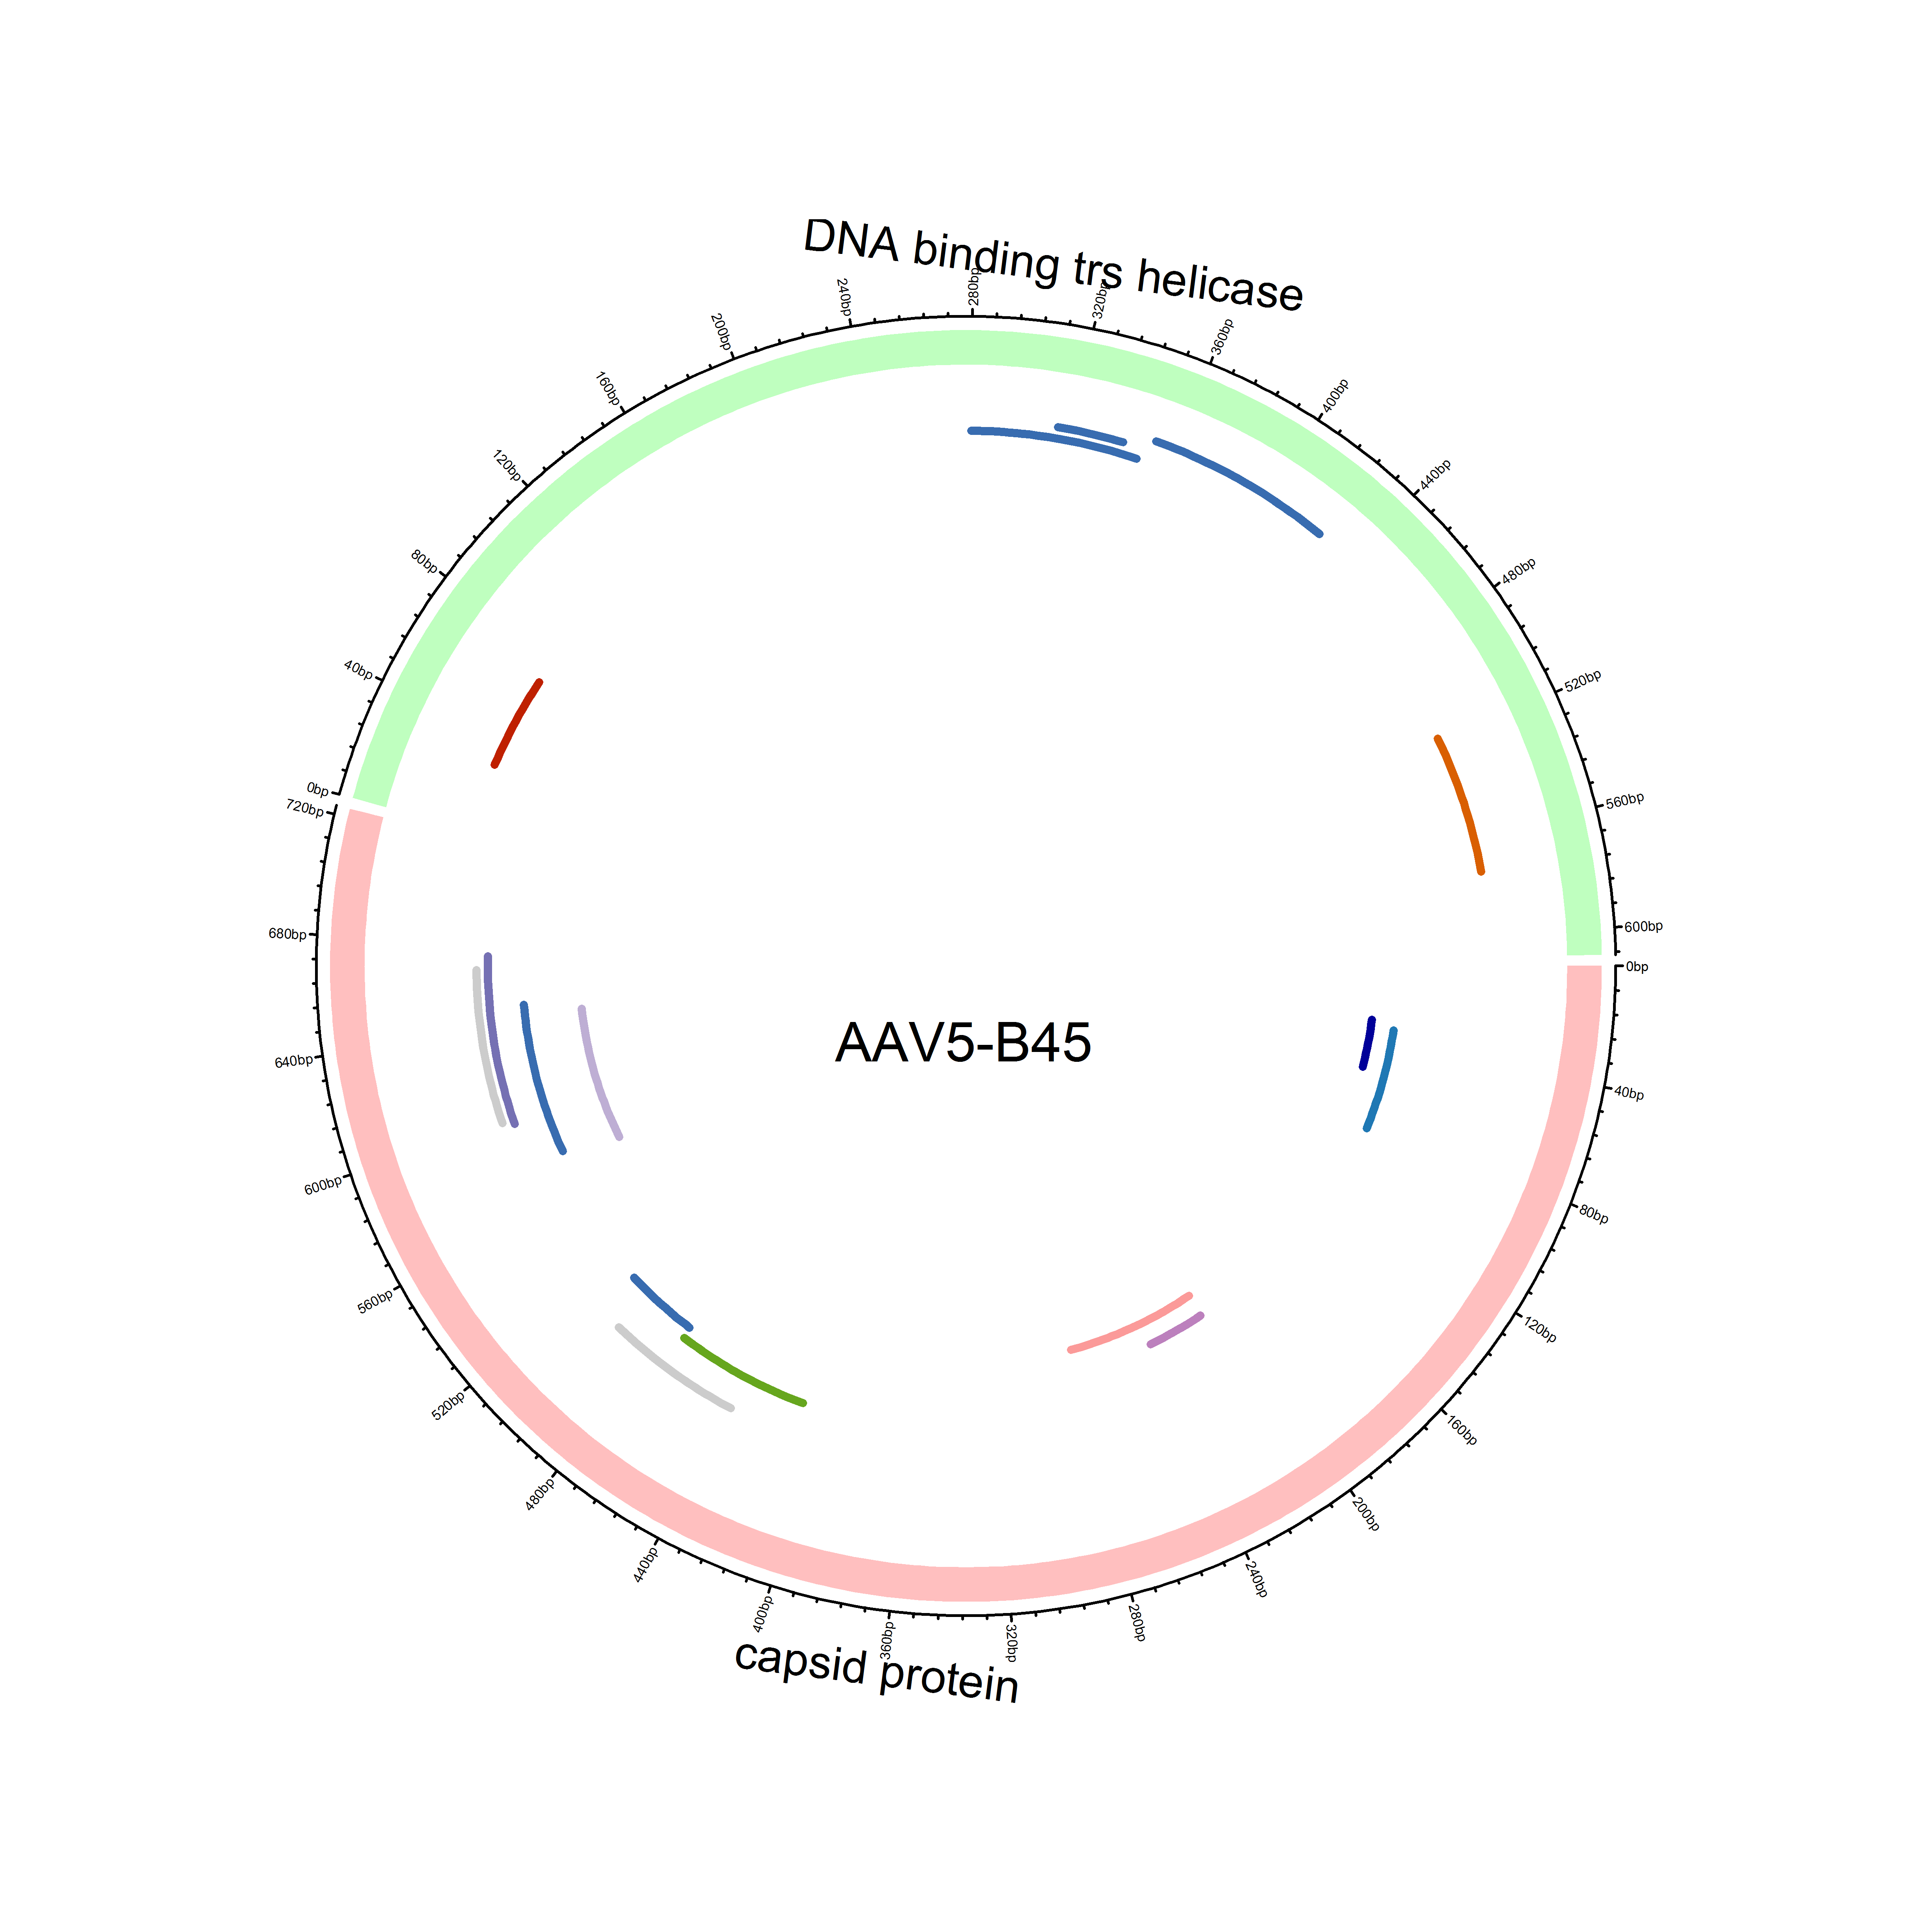 DNA binding trs helicase
0bp
40bp
80bp
120bp
160bp
200bp
240bp
280bp
320bp
360bp
400bp
440bp
480bp
520bp
560bp
600bp
0bp
40bp
80bp
120bp
160bp
200bp
240bp
280bp
320bp
360bp
400bp
440bp
480bp
520bp
560bp
600bp
640bp
680bp
720bp
AAV5-B45
capsid protein